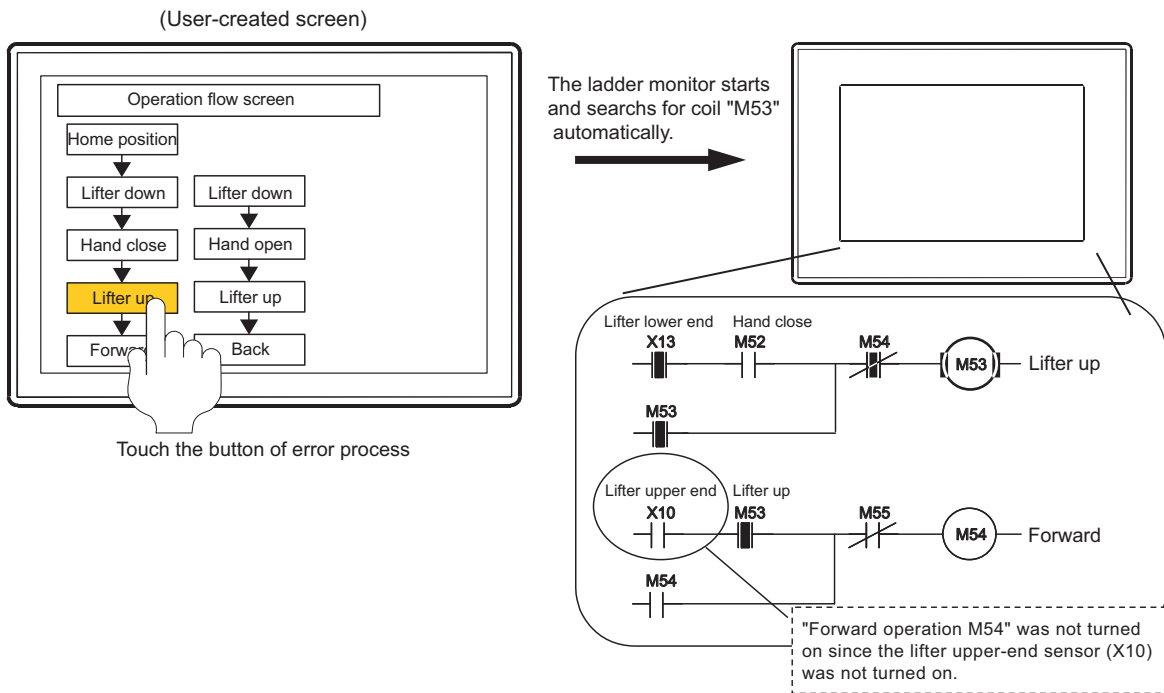 (User-created screen)
Operation flow screen
Home position
Lifter down
Lifter down
Hand close
Hand open
Lifter up
Lifter up
Forward
Back
Touch the button of error process
The ladder monitor starts
and searchs for coil "M53"
automatically.
Lifter lower end
Hand close
X13
M52
M54
M53
Lifter up
M53
Lifter upper end
Lifter up
X10
M53
M55
M54
Forward
M54
"Forward operation M54" was not turned
on since the lifter upper-end sensor (X10)
was not turned on.